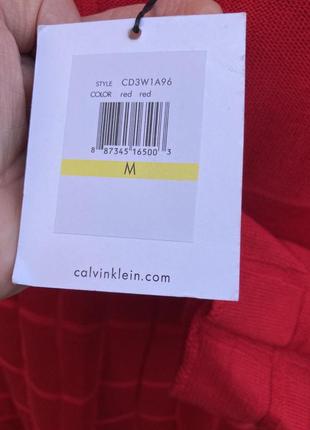 STYLE CD3W1A96
COLOR red red
8 87345 16500 3
M
calvinklein.com